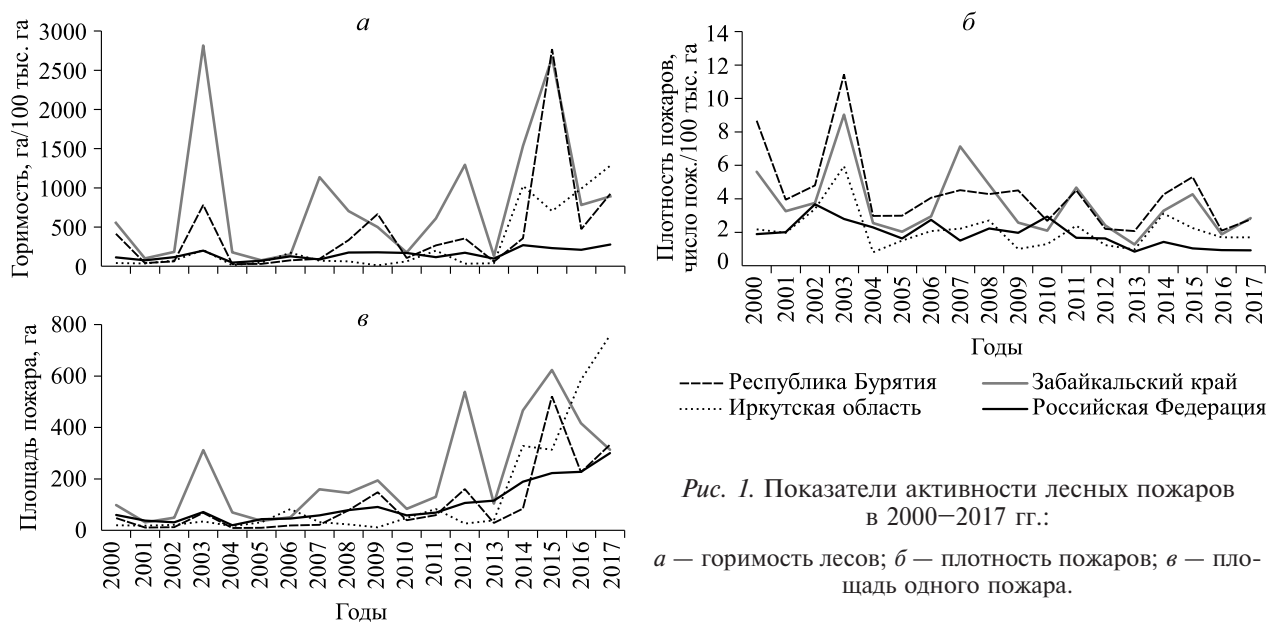 а
Горимость, га/100 тыс. га
3000
2500
2000
1500
1000
500
0
б
Плотность пожаров,
число пож./100 тыс. га
14
12
10
8
6
4
2
0
2000 2001 2002 2003 2004 2005 2006 2007 2008 2009 2010 2011 2012 2013 2014 2015 2016 2017
Годы
в
Площадь пожара, га
800
600
400
200
0
2000 2001 2002 2003 2004 2005 2006 2007 2008 2009 2010 2011 2012 2013 2014 2015 2016 2017
Годы
Республика Бурятия Забайкальский край
Иркутская область Российская Федерация
Рис. 1. Показатели активности лесных пожаров
в 2000–2017 гг.:
а — горимость лесов; б — плотность пожаров; в — пло-
щадь одного пожара.